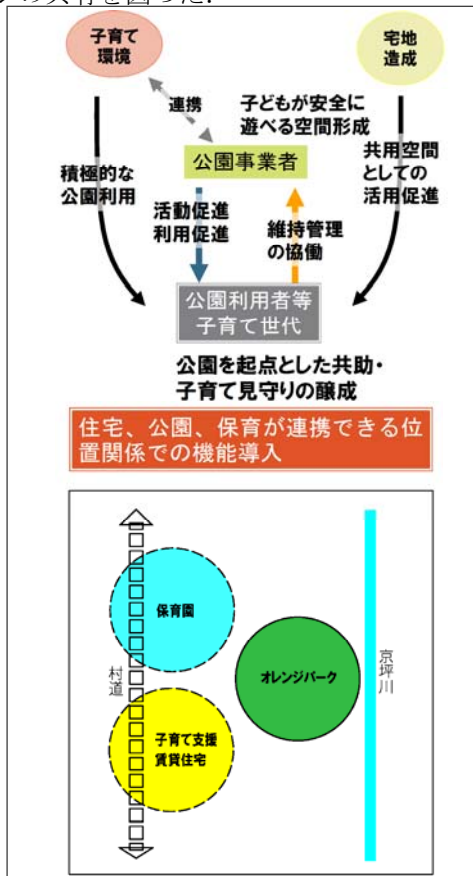 の共有を図った.
子育て
環境
宅地
造成
連携
子どもが安全に
遊べる空間形成
公園事業者
積極的な
公園利用
共用空間
としての
活用促進
活動促進
利用促進
維持管理
の協働
公園利用者等
子育て世代
公園を起点とした共助・
子育て見守りの醸成
住宅、公園、保育が連携できる位
置関係での機能導入
保育園
オレンジパーク
京坪川
村道
子育て支援
賃貸住宅